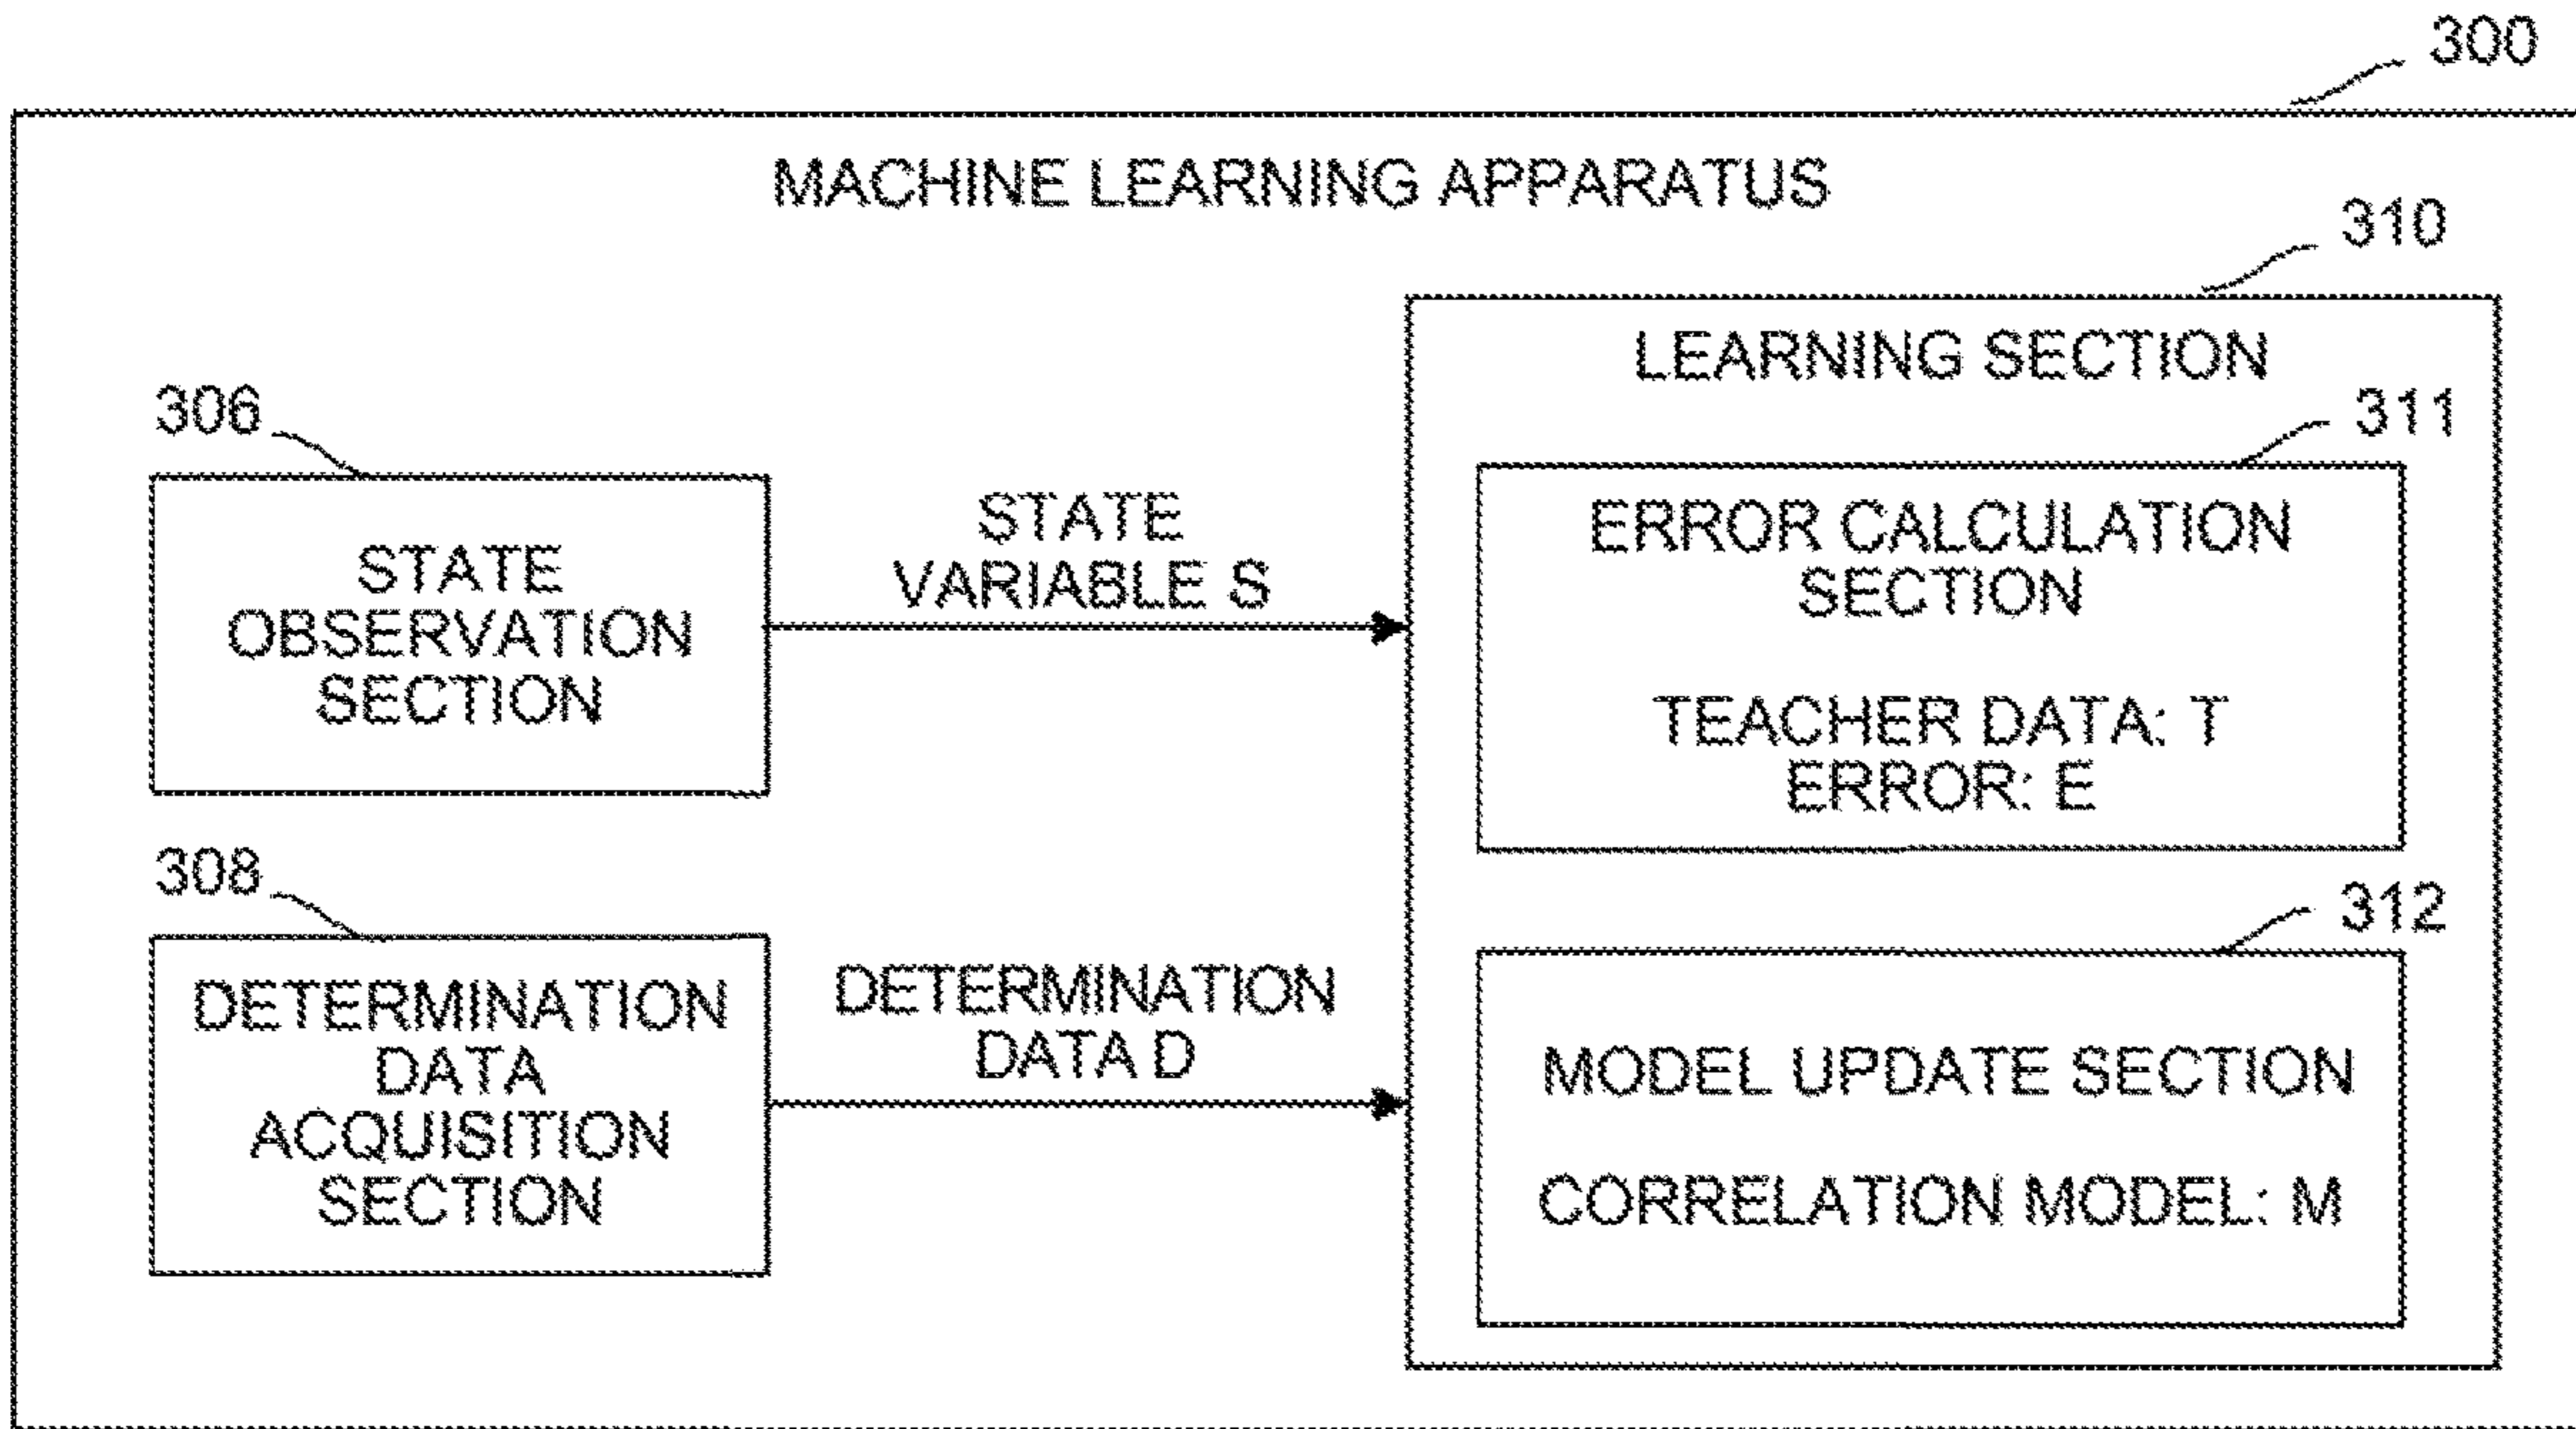 300
MACHINE LEARNING APPARATUS
310
LEARNING SECTION
306
STATE
OBSERVATION
SECTION
STATE
VARIABLE S
311
ERROR CALCULATION
SECTION
TEACHER DATA: T
ERROR: E
308
DETERMINATION
DATA
ACQUISITION
SECTION
DETERMINATION
DATA D
312
MODEL UPDATE SECTION
CORRELATION MODEL: M